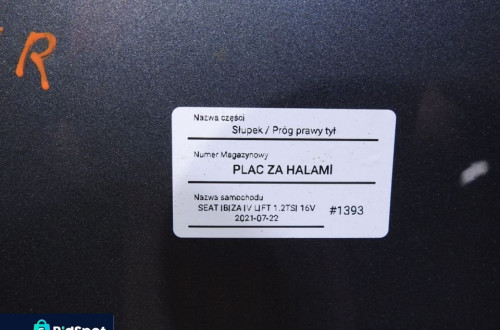 R
Nazwa części
Słupek / Próg prawy tył
Numer Magazynowy
PLAC ZA HALAMI
Nazwa samochodu
SEAT IBIZA IV LIFT 1.2TSI 16V
2021-07-22
#1393
BidSpot